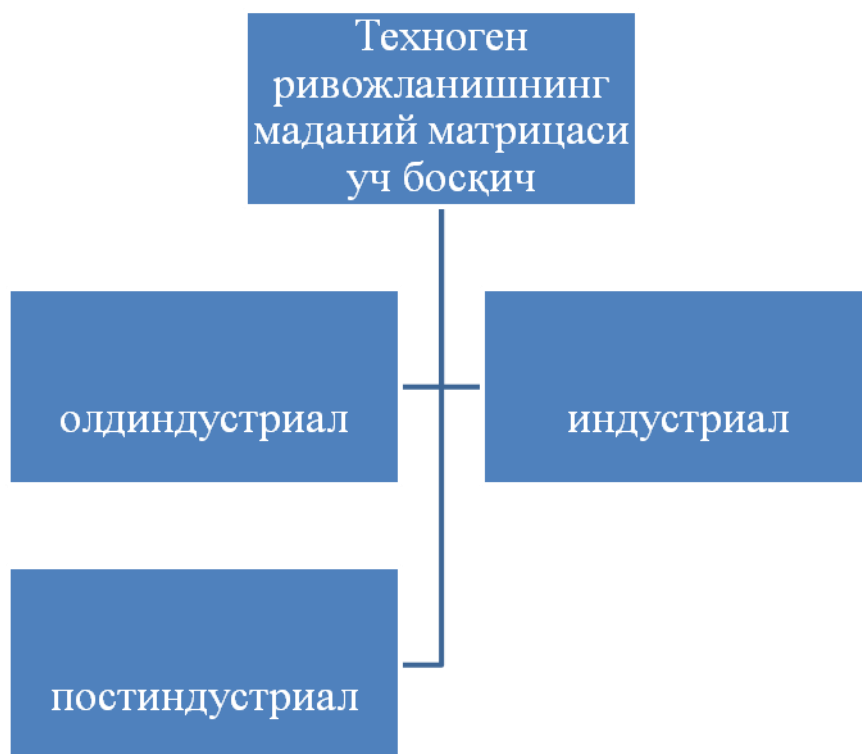 Техноген
ривожланишнинг
маданий матрицаси
уч босқич
олдиндустриал
индустриал
постиндустриал